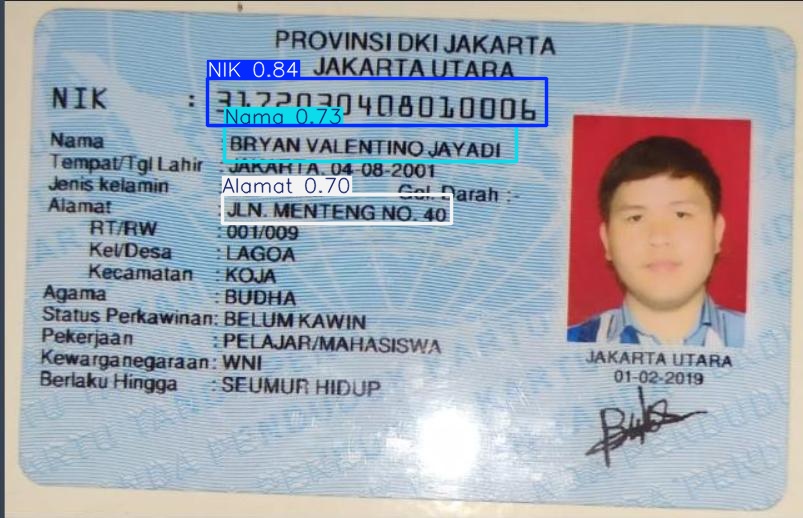 PROVINSI DKI JAKARTA
JAKARTA UTARA
NIK 0.84
NIK : 3172030408010006
Nama 0.73
Nama : BRYAN VALENTINO JAYADI
Tempat/Tgl Lahir : JAKARTA, 04-08-2001
Alamat 0.70
Jenis kelamin Gol. Darah :-
Alamat JLN. MENTENG NO. 40
RT/RW : 001/009
Kel/Desa : LAGOA
Kecamatan : KOJA
Agama : BUDHA
Status Perkawinan: BELUM KAWIN
Pekerjaan : PELAJAR/MAHASISWA
Kewarganegaraan: WNI
Berlaku Hingga : SEUMUR HIDUP
JAKARTA UTARA
01-02-2019